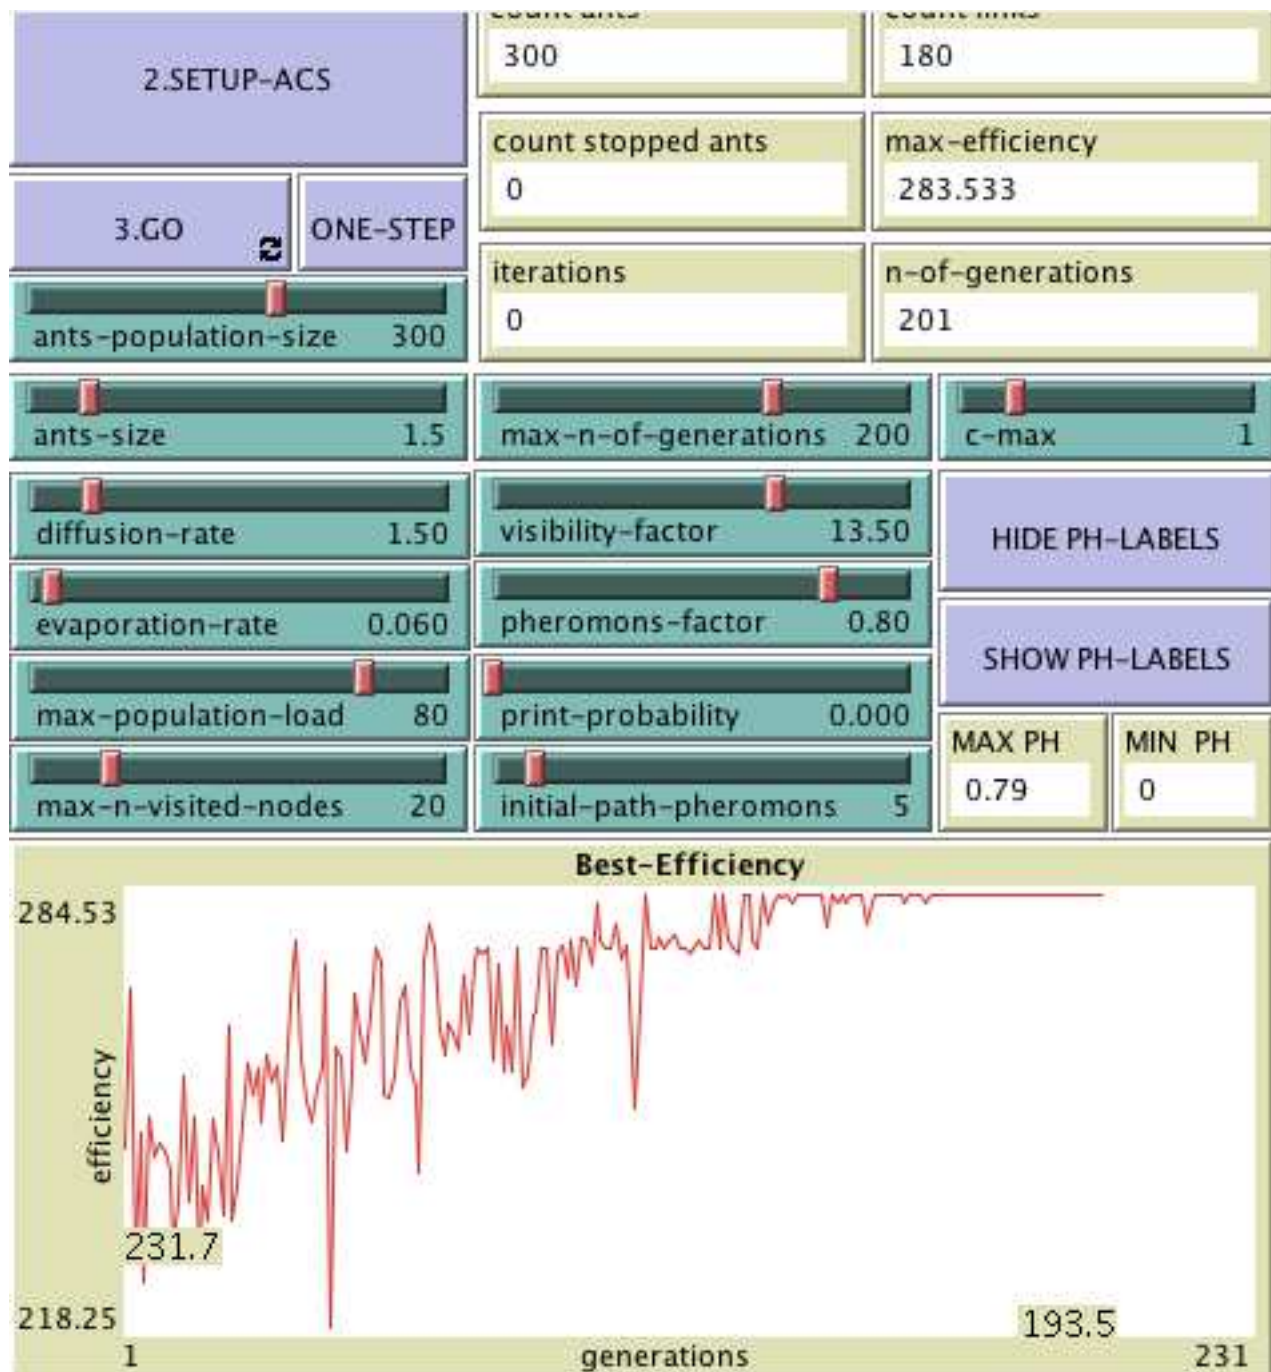 count ants
count links
300
180
2.SETUP-ACS
count stopped ants
max-efficiency
0
283.533
3.GO
ONE-STEP
iterations
n-of-generations
0
201
ants-population-size 300
ants-size 1.5
max-n-of-generations 200
c-max 1
diffusion-rate 1.50
visibility-factor 13.50
HIDE PH-LABELS
evaporation-rate 0.060
pheromons-factor 0.80
SHOW PH-LABELS
max-population-load 80
print-probability 0.000
MAX PH
MIN PH
0.79
0
max-n-visited-nodes 20
initial-path-pheromons 5
Best-Efficiency
284.53
efficiency
231.7
218.25
193.5
1
generations
231